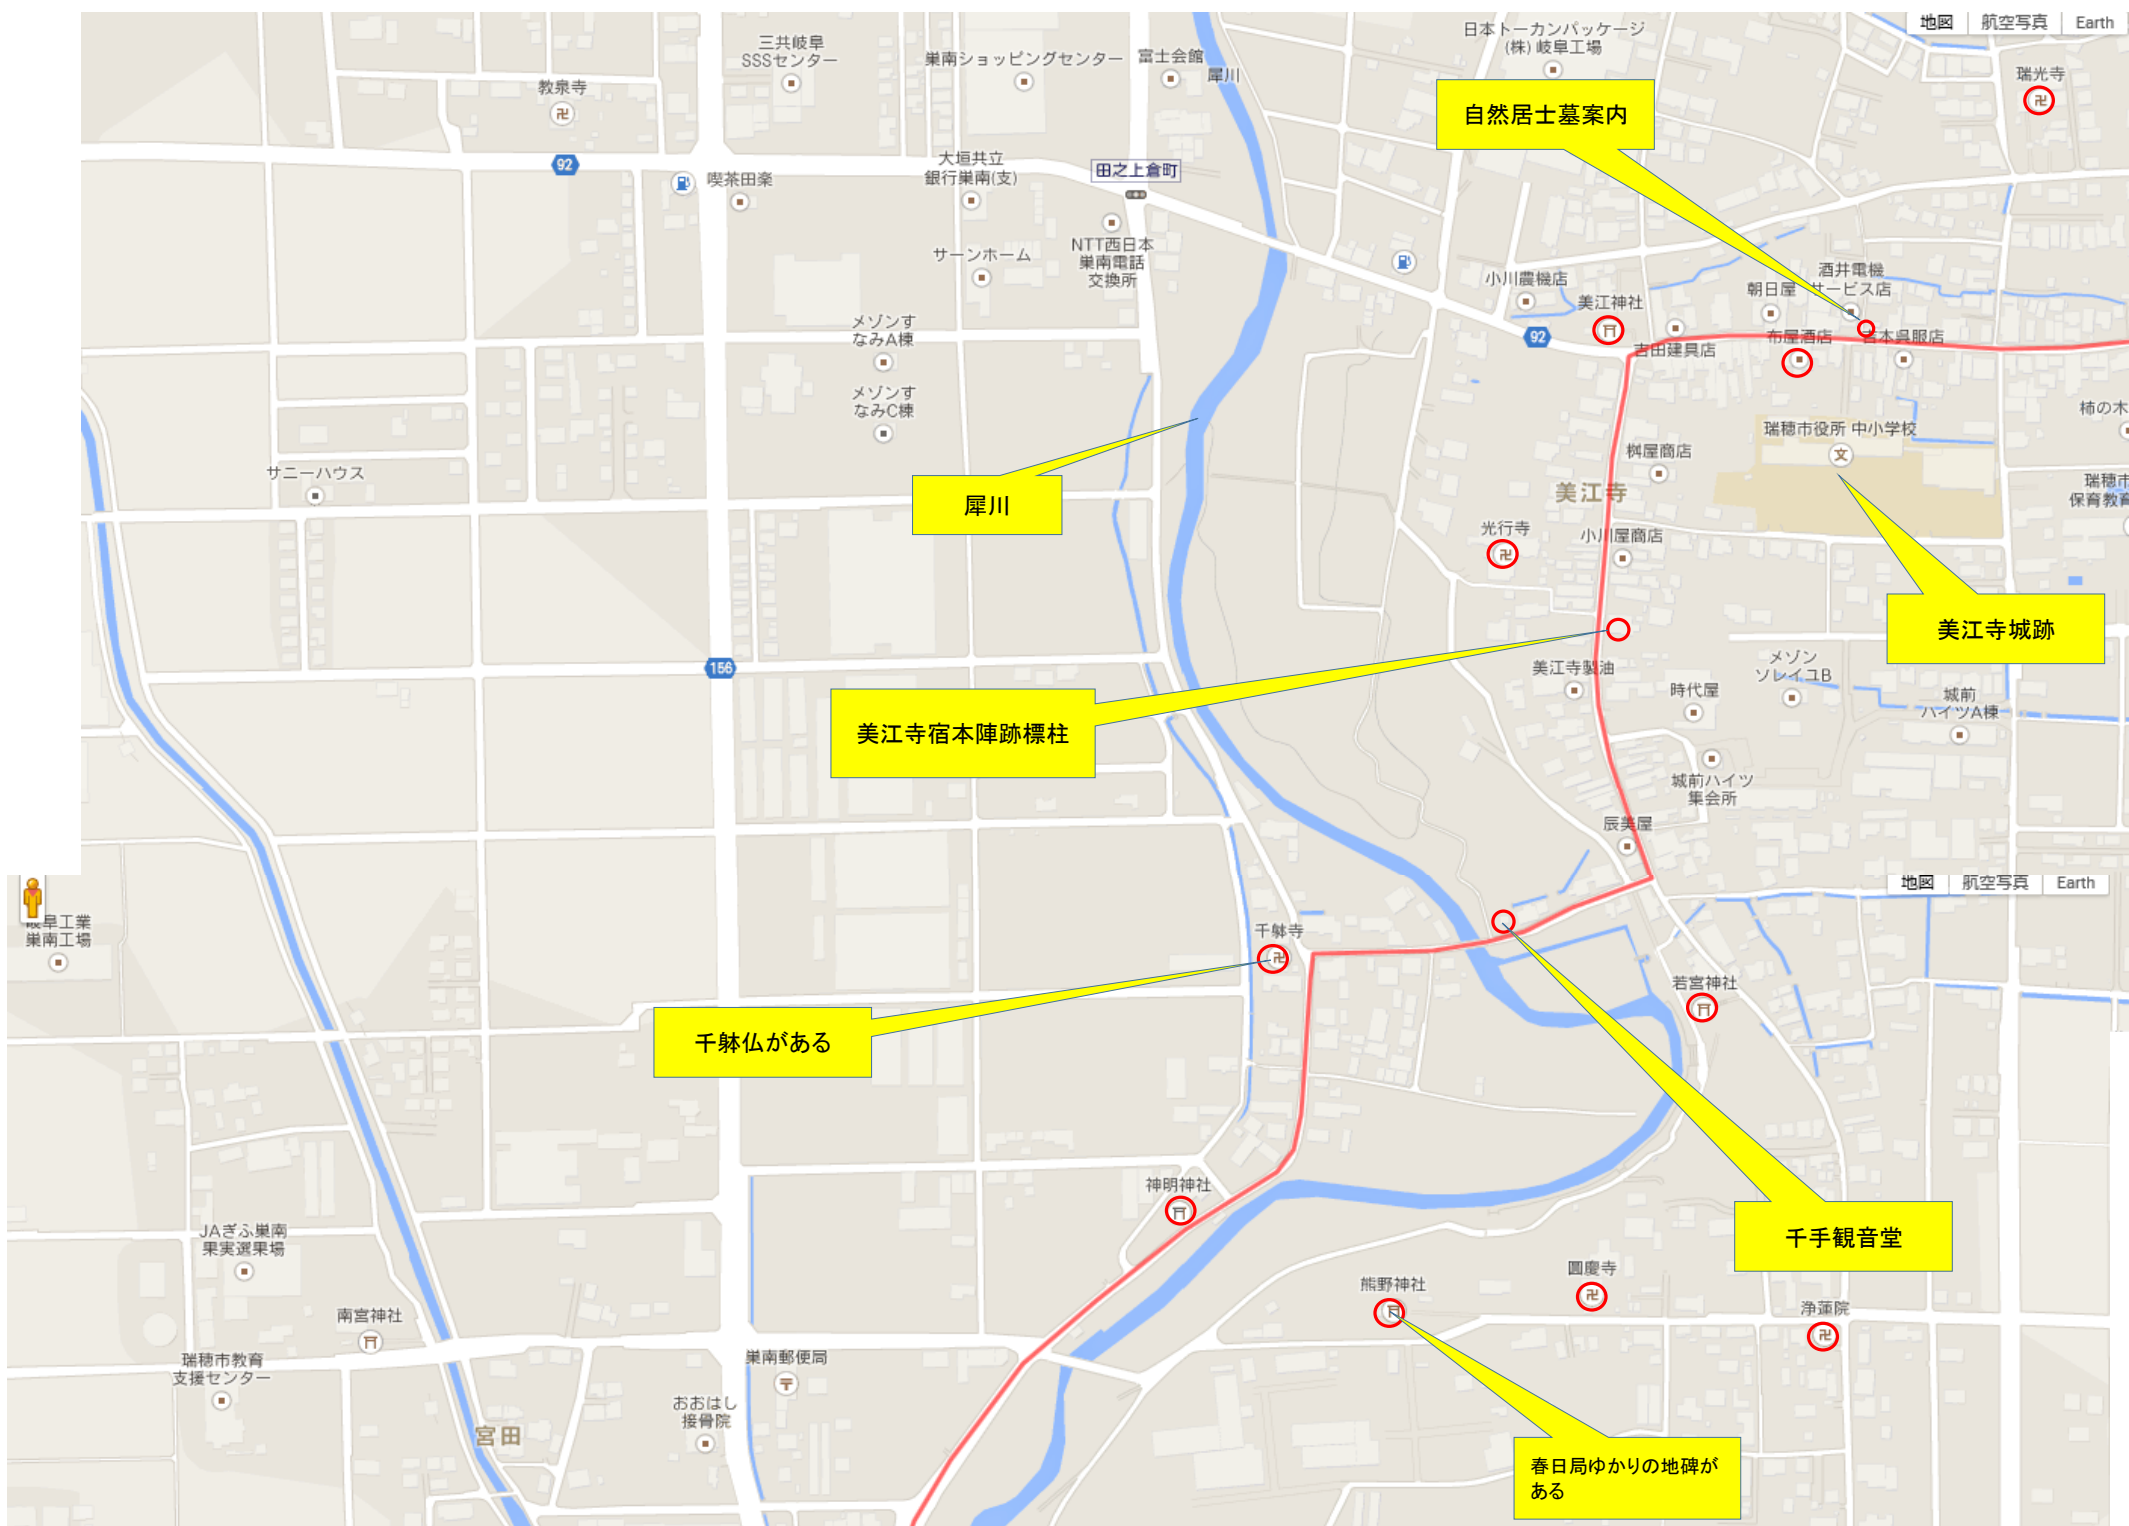 地図 航空写真 Earth
日本トーカンパッケージ
(株) 岐阜工場
三共岐阜
SSSセンター
巣南ショッピングセンター
富士会館
犀川
瑞光寺
教泉寺
自然居士墓案内
92
喫茶田楽
大垣共立
銀行巣南(支)
田之上倉町
NTT西日本
巣南電話
交換所
サーンホーム
小川農機店
美江神社
朝日屋
酒井電機
サービス店
メゾンす
なみA棟
92
吉田建具店
布屋酒店
吉本呉服店
メゾンす
なみC棟
柿の木
瑞穂市役所 中小学校
桝屋商店
サニーハウス
犀川
美江寺
瑞穂市
保育教育
光行寺
小川屋商店
美江寺城跡
156
美江寺製油
メゾン
ソレイユB
時代屋
城前
ハイツA棟
美江寺宿本陣跡標柱
城前ハイツ
集会所
辰美屋
地図 航空写真 Earth
岐阜工業
巣南工場
千躰寺
若宮神社
千躰仏がある
神明神社
千手観音堂
JAぎふ巣南
果実選果場
圓慶寺
熊野神社
浄蓮院
南宮神社
瑞穂市教育
支援センター
巣南郵便局
おおはし
接骨院
宮田
春日局ゆかりの地碑が
ある